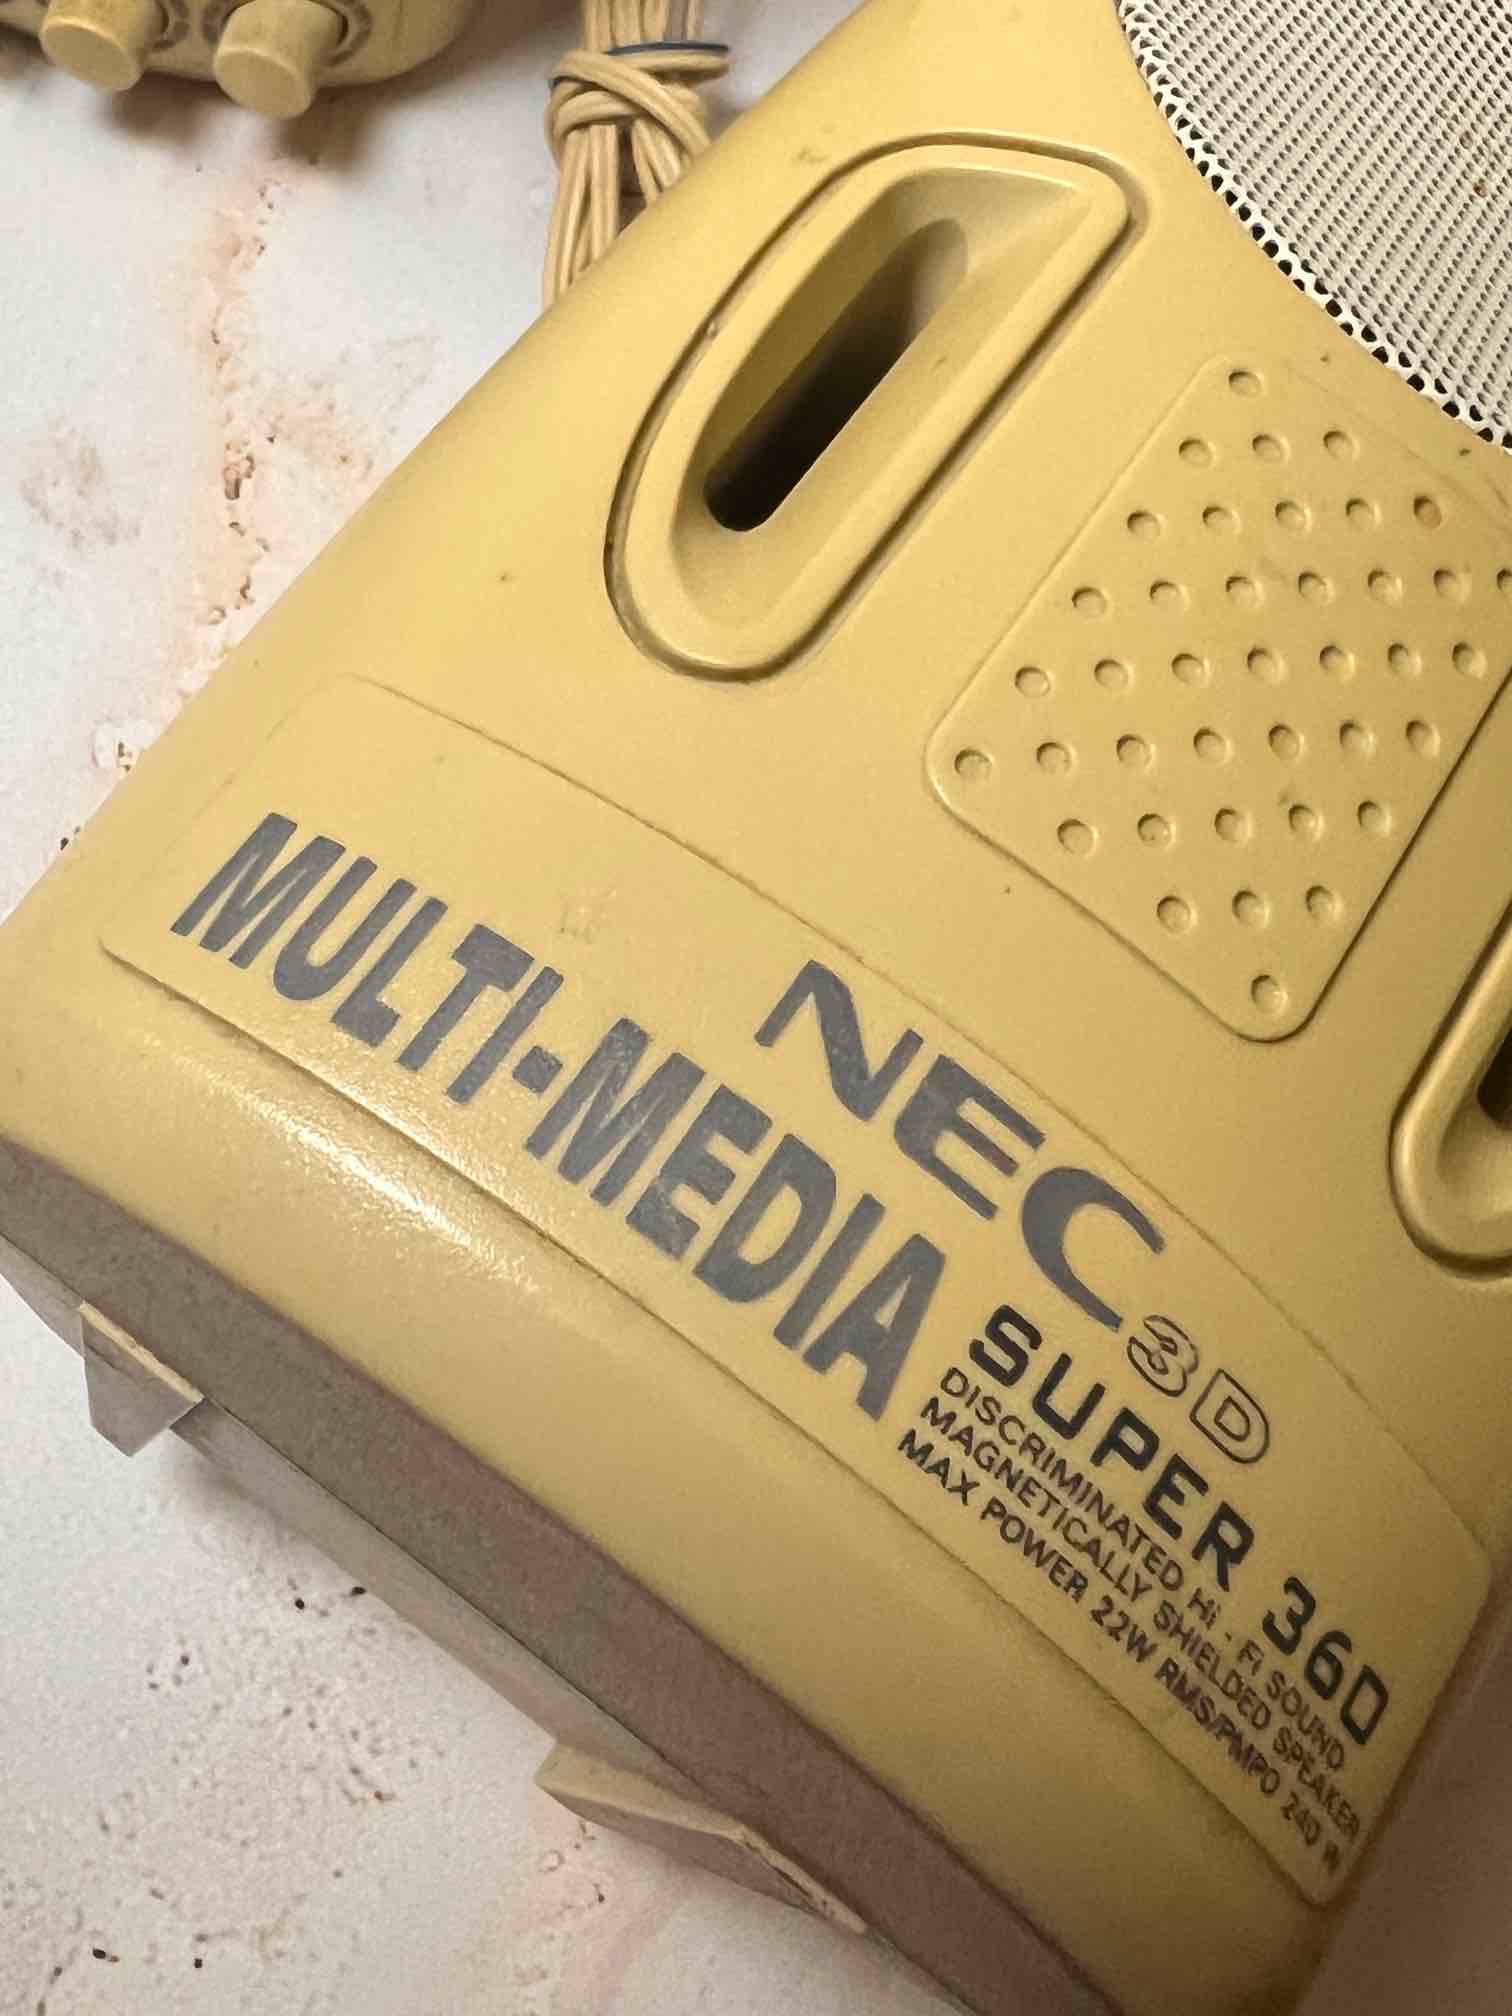 NEC
MULTI-MEDIA
3D
SUPER 360
DISCRIMINATED Hi - Fi SOUND
MAGNETICALLY SHIELDED SPEAKER
MAX POWER 22W RMS/PMPO 240 W